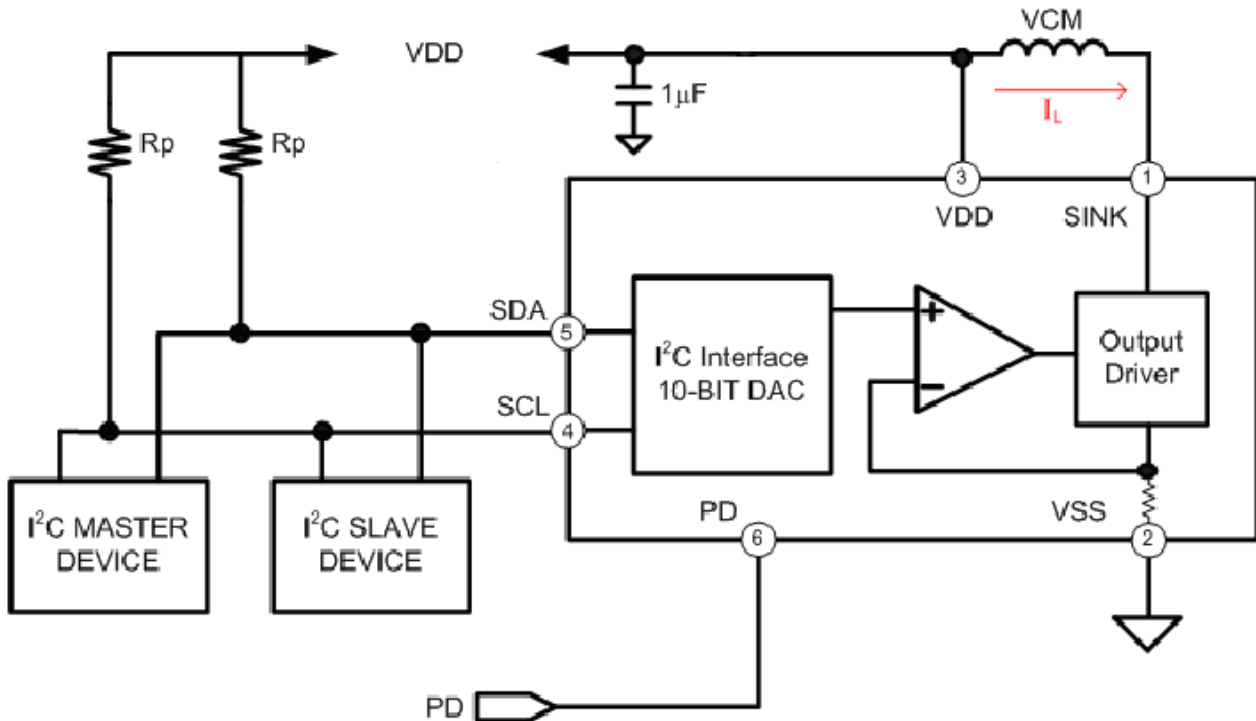 VDD
VCM
1μF
I_L
Rp
Rp
3
1
VDD
SINK
SDA
5
I²C Interface
10-BIT DAC
+
−
Output
Driver
SCL
4
I²C MASTER
DEVICE
I²C SLAVE
DEVICE
PD
VSS
6
2
PD